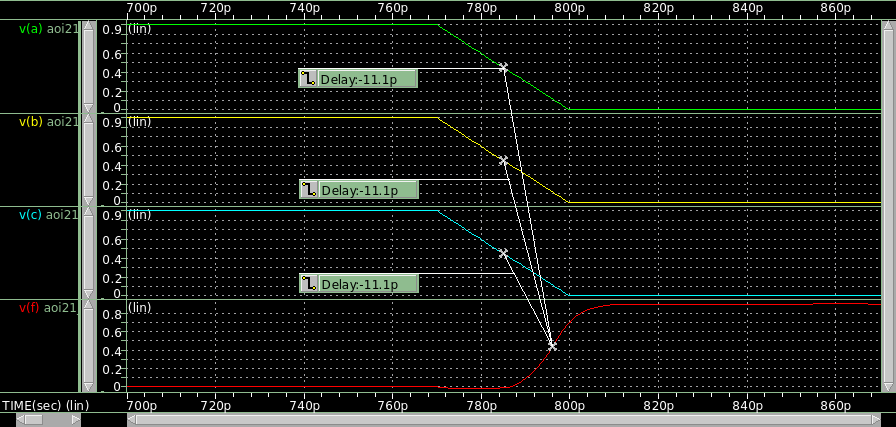 700p 720p 740p 760p 780p 800p 820p 840p 860p
v(a) aoi21 0.9 (lin)
0.6
0.4
0.2
0
Delay:-11.1p
v(b) aoi21 0.9 (lin)
0.6
0.4
0.2
0
Delay:-11.1p
v(c) aoi21 0.9 (lin)
0.6
0.4
0.2
0
Delay:-11.1p
v(f) aoi21 (lin)
0.8
0.6
0.4
0.2
0
TIME(sec) (lin) 700p 720p 740p 760p 780p 800p 820p 840p 860p